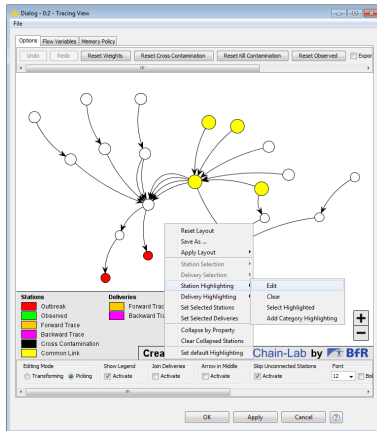 Dialog - 0:2 - Tracing View
File
Options Flow Variables Memory Policy
Undo Redo Reset Weights Reset Cross Contamination Reset Kill Contamination Reset Observed Expor
Reset Layout
Save As ...
Apply Layout
Station Selection
Delivery Selection
Station Highlighting
Delivery Highlighting
Set Selected Stations
Set Selected Deliveries
Collapse by Property
Clear Collapsed Stations
Set default Highlighting
Edit
Clear
Select Highlighted
Add Category Highlighting
Stations
Outbreak
Observed
Forward Trace
Backward Trace
Cross Contamination
Common Link
Deliveries
Forward Trac
Backward Trac
Crea Chain-Lab by BfR
Editing Mode Show Legend Join Deliveries Arrow in Middle Skip Unconnected Stations Font
Transforming Picking Activate Activate Activate Activate 12 Bol
OK Apply Cancel ?